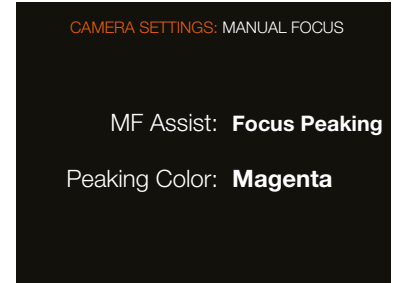 CAMERA SETTINGS: MANUAL FOCUS
MF Assist: Focus Peaking
Peaking Color: Magenta